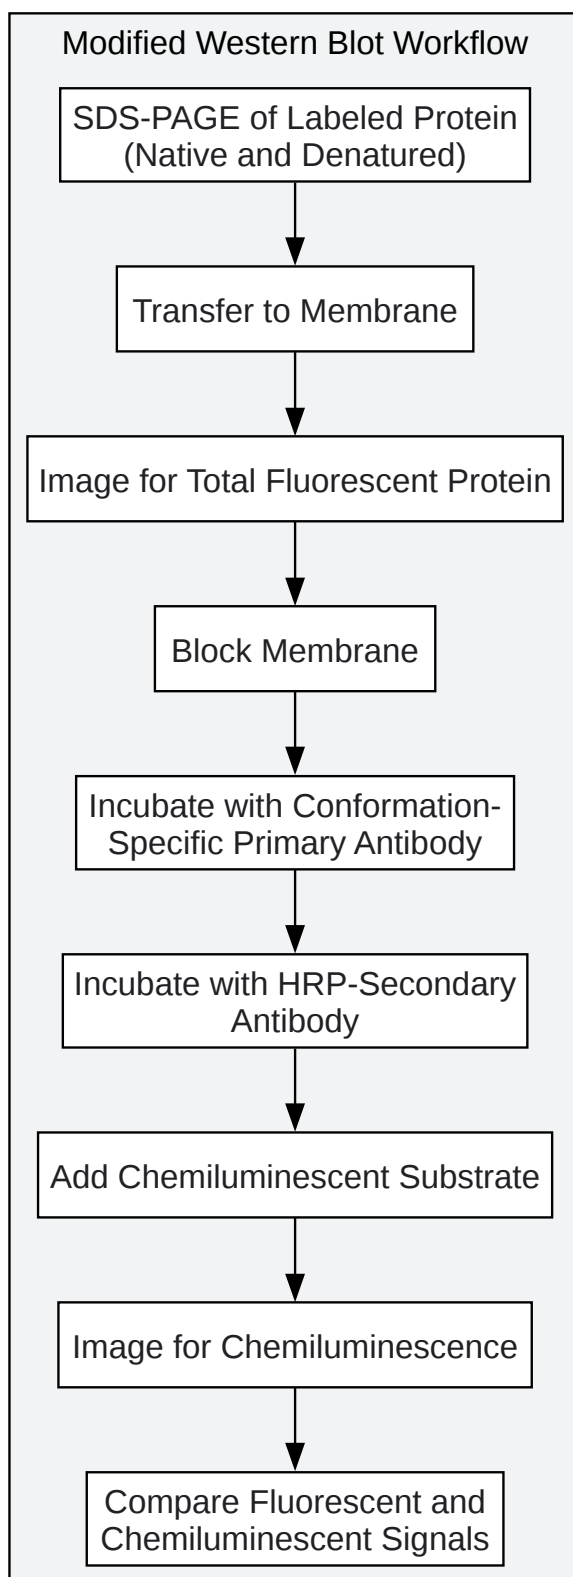 Modified Western Blot Workflow
SDS-PAGE of Labeled Protein
(Native and Denatured)
Transfer to Membrane
Image for Total Fluorescent Protein
Block Membrane
Incubate with Conformation-
Specific Primary Antibody
Incubate with HRP-Secondary
Antibody
Add Chemiluminescent Substrate
Image for Chemiluminescence
Compare Fluorescent and
Chemiluminescent Signals